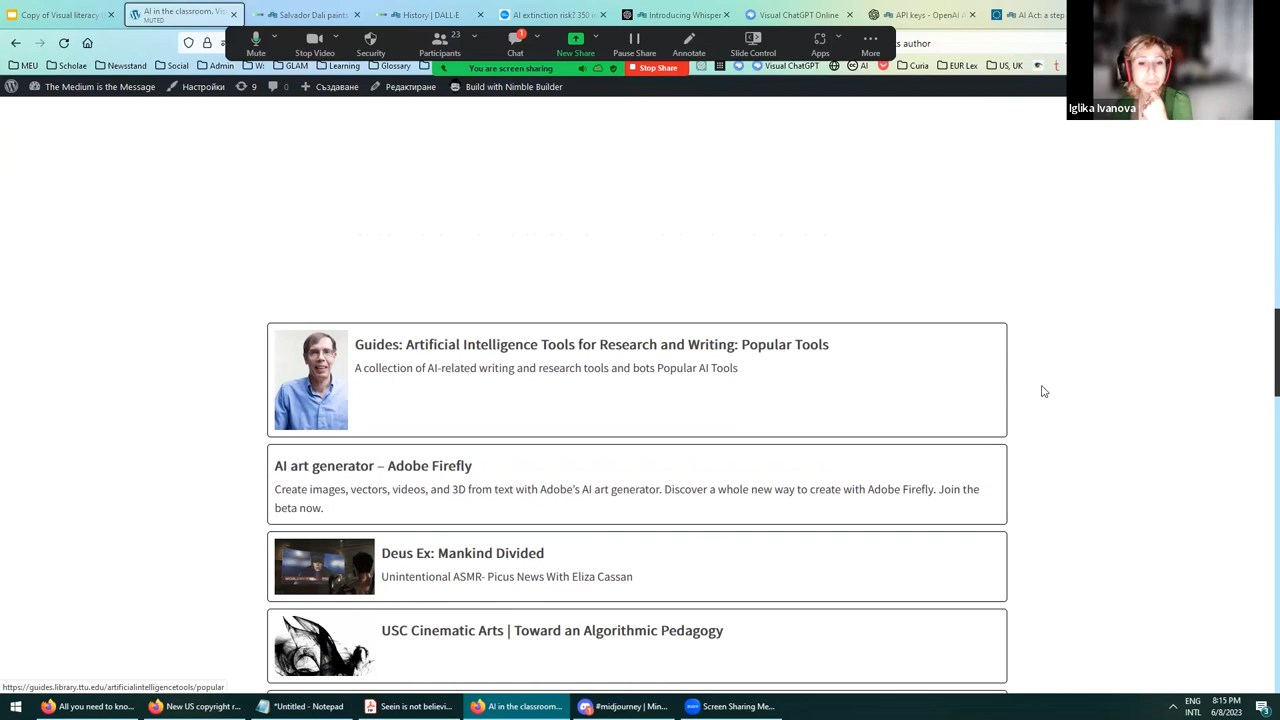 Copy of Visual literacy (
AI in the classroom. Vis
MUTED
Salvador Dali paint
History | DALL·E
AI extinction risk? 350 i
Introducing Whisper
Visual ChatGPT Online
API keys - OpenAI A
AI Act: a step
23
1
Mute
Stop Video
Security
Participants
Chat
New Share
Pause Share
Annotate
Slide Control
Apps
More
s author
MEU
Scholae
Newsstand
Social
Admin
GLAM
Learning
Glossary
You are screen sharing
Stop Share
Visual ChatGPT
AI
Curia
EUR Lex
US, UK
The Medium is the Message
Настройки
9
0
Създаване
Редактиране
Build with Nimble Builder
Iglika Ivanova
Guides: Artificial Intelligence Tools for Research and Writing: Popular Tools
A collection of AI-related writing and research tools and bots Popular AI Tools
AI art generator – Adobe Firefly
Create images, vectors, videos, and 3D from text with Adobe's AI art generator. Discover a whole new way to create with Adobe Firefly. Join the
beta now.
Deus Ex: Mankind Divided
Unintentional ASMR- Picus News With Eliza Cassan
USC Cinematic Arts | Toward an Algorithmic Pedagogy
https://guides.library.ttu.edu/artificialintelligencetools/popular
All you need to kno...
New US copyright r...
*Untitled - Notepad
Seein is not believi...
AI in the classroom...
#midjourney | Min...
Screen Sharing Me...
ENG
INTL
8:15 PM
6/8/2023
3